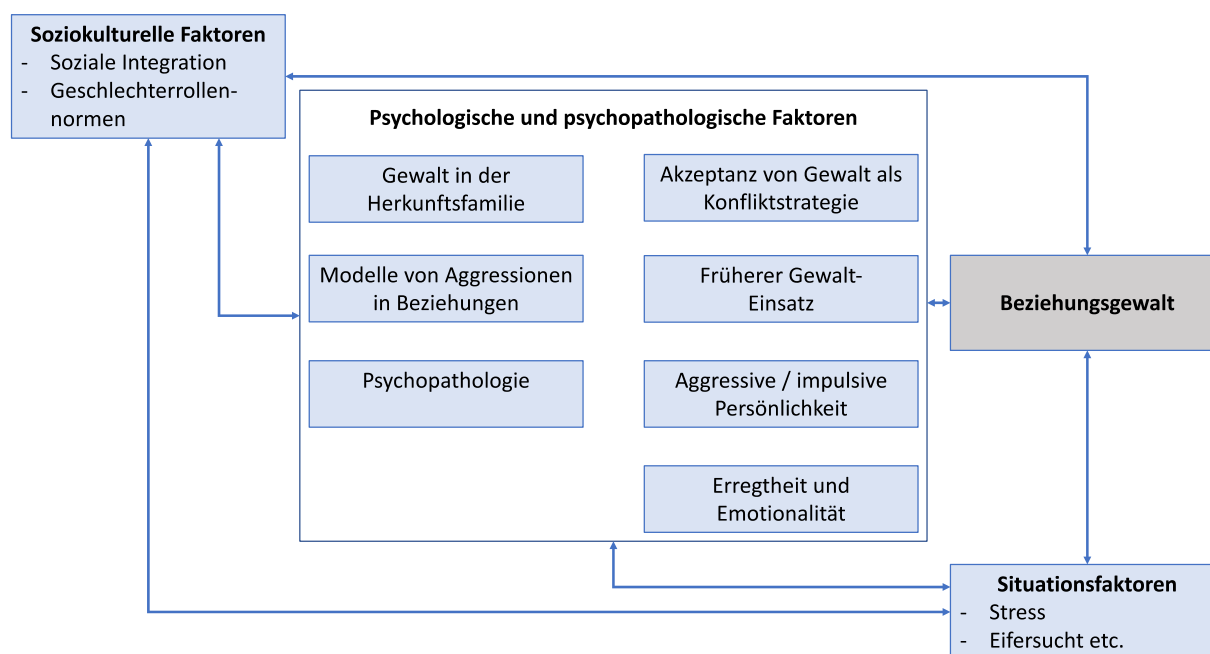 Soziokulturelle Faktoren
- Soziale Integration
- Geschlechterrollen-
normen
Psychologische und psychopathologische Faktoren
Gewalt in der
Herkunftsfamilie
Akzeptanz von Gewalt als
Konfliktstrategie
Modelle von Aggressionen
in Beziehungen
Früherer Gewalt-
Einsatz
Psychopathologie
Aggressive / impulsive
Persönlichkeit
Erregtheit und
Emotionalität
Beziehungsgewalt
Situationsfaktoren
- Stress
- Eifersucht etc.